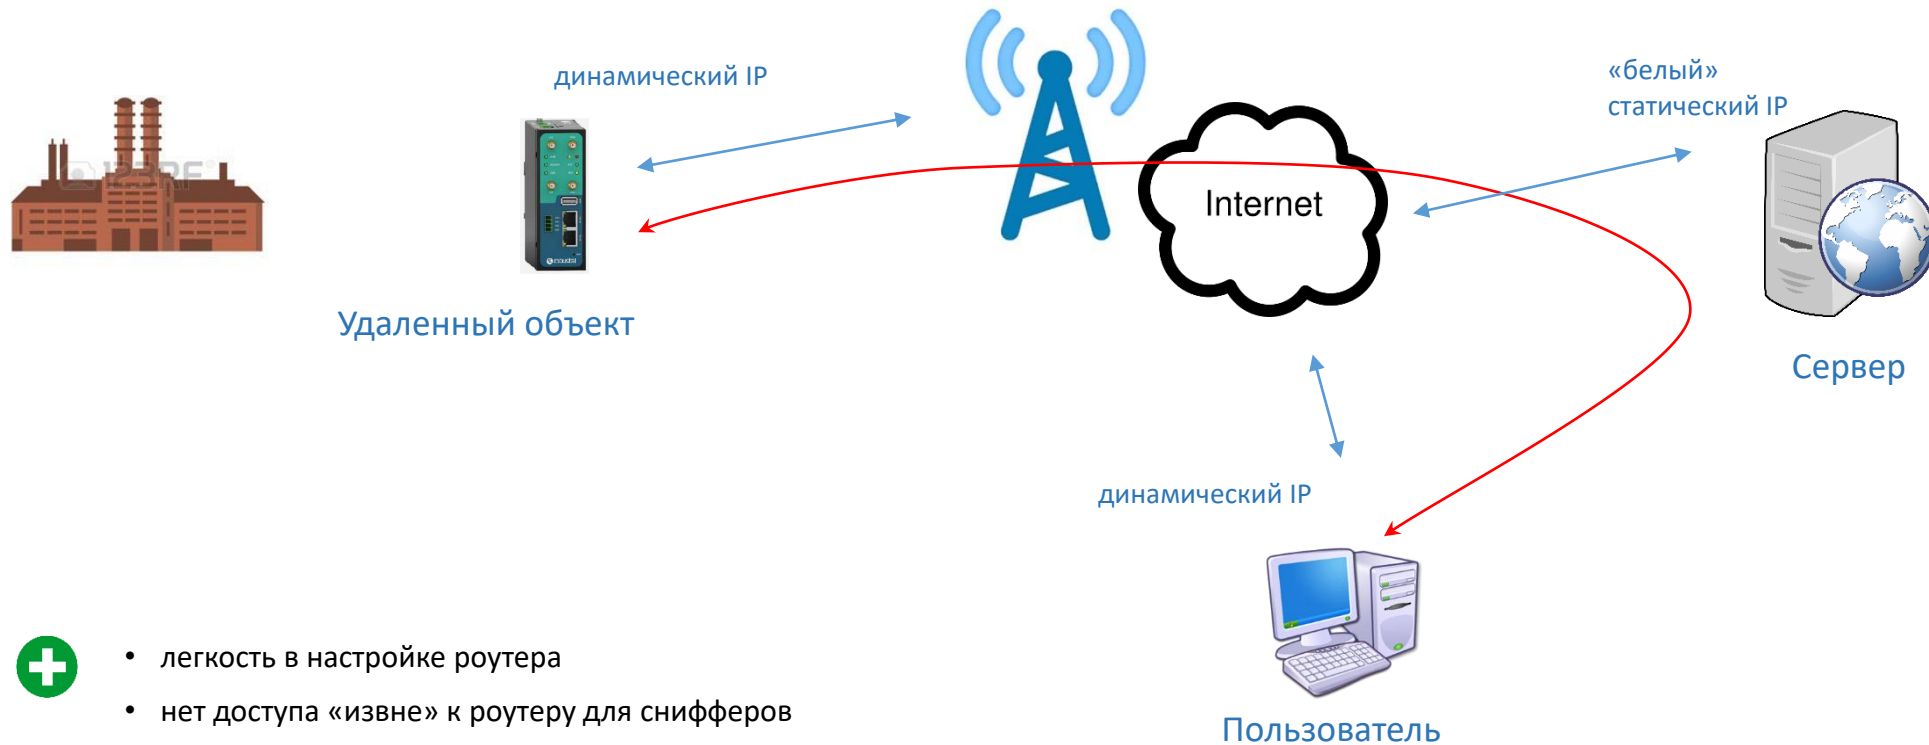 динамический IP
«белый»
статический IP
123RF
Internet
Удаленный объект
Сервер
динамический IP
• легкость в настройке роутера
• нет доступа «извне» к роутеру для снифферов
Пользователь